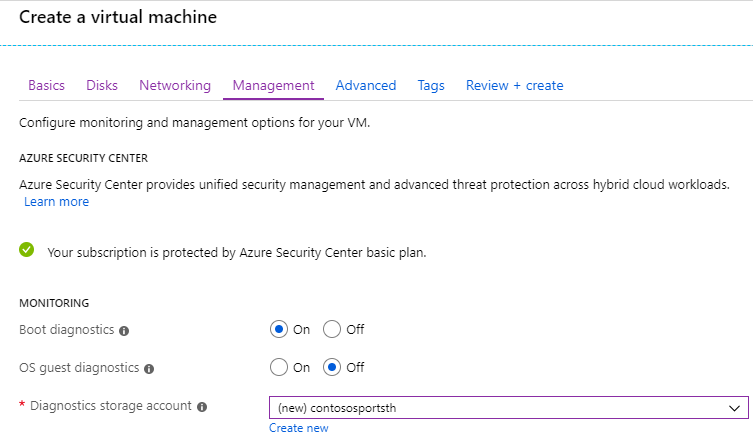 Create a virtual machine
Basics Disks Networking Management Advanced Tags Review + create
Configure monitoring and management options for your VM.
AZURE SECURITY CENTER
Azure Security Center provides unified security management and advanced threat protection across hybrid cloud workloads.
Learn more
Your subscription is protected by Azure Security Center basic plan.
MONITORING
Boot diagnostics On Off
OS guest diagnostics On Off
* Diagnostics storage account (new) contososportsth
Create new